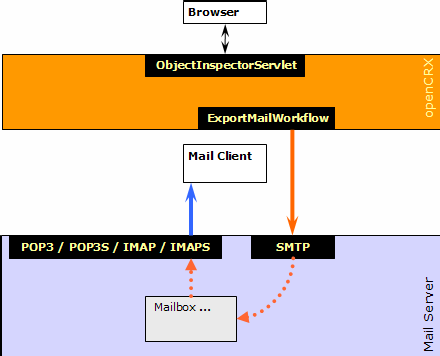 Browser
ObjectInspectorServlet
openCRX
ExportMailWorkflow
Mail Client
POP3 / POP3S / IMAP / IMAPS
SMTP
Mailbox ...
Mail Server